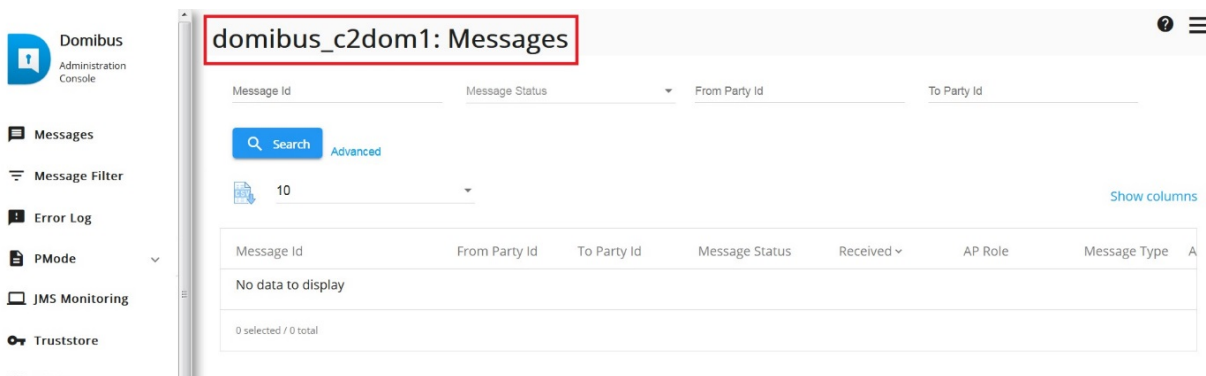 Domibus
Administration
Console
Messages
Message Filter
Error Log
PMode
JMS Monitoring
Truststore
domibus_c2dom1: Messages
Message Id
Message Status
From Party Id
To Party Id
Search
Advanced
10
Show columns
Message Id From Party Id To Party Id Message Status Received AP Role Message Type A
No data to display
0 selected / 0 total